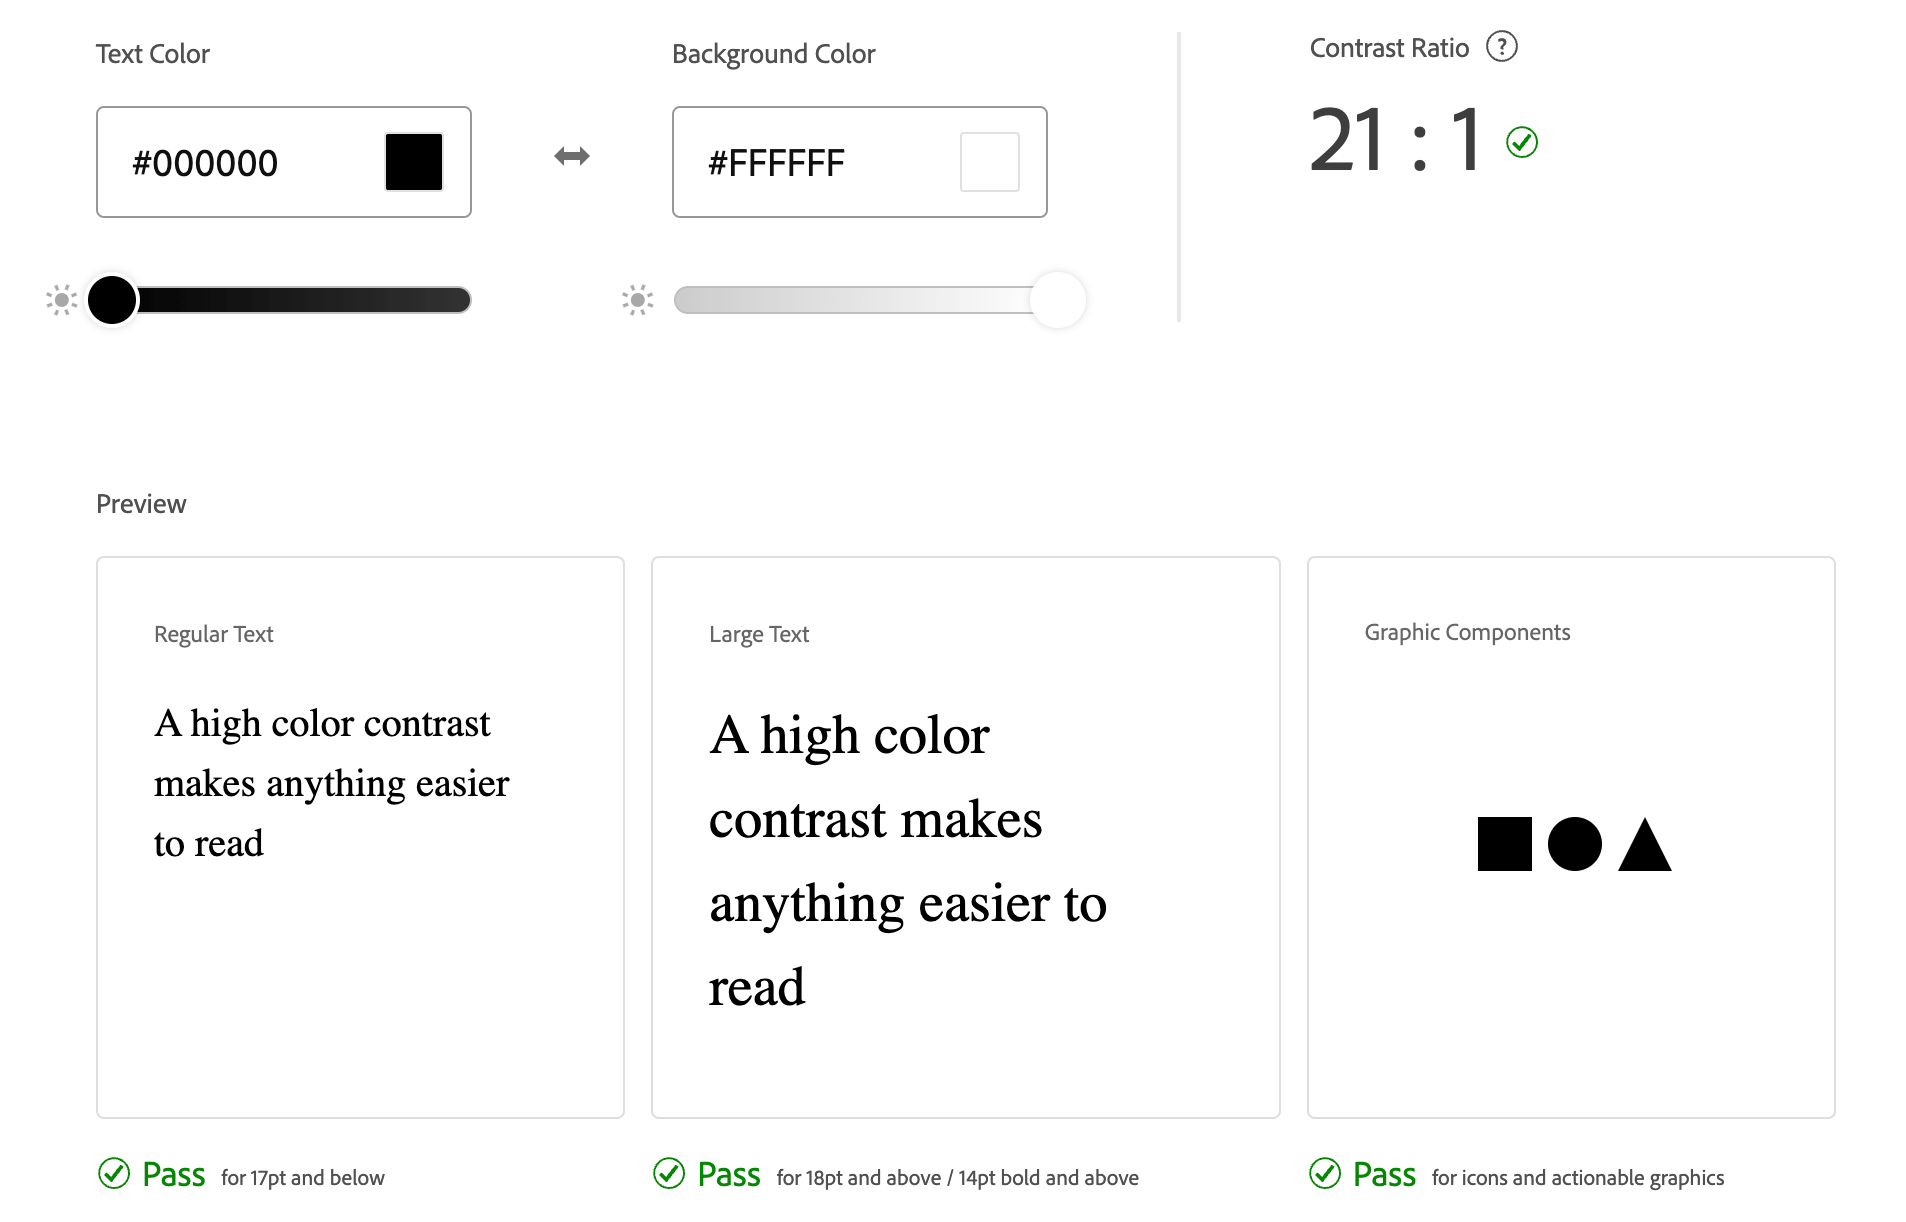 Text Color
Background Color
Contrast Ratio ?
#000000
#FFFFFF
21 : 1
Preview
Regular Text
A high color contrast
makes anything easier
to read
Large Text
A high color
contrast makes
anything easier to
read
Graphic Components
Pass for 17pt and below
Pass for 18pt and above / 14pt bold and above
Pass for icons and actionable graphics